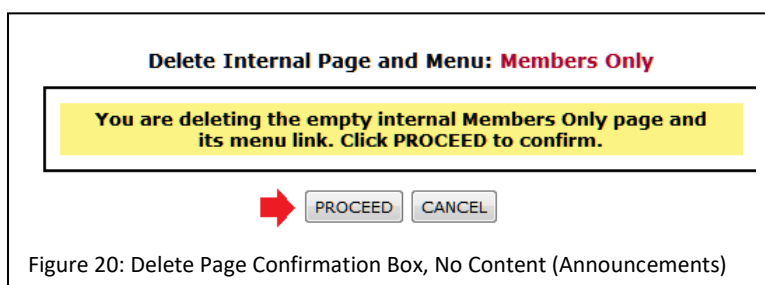 Delete Internal Page and Menu: Members Only
You are deleting the empty internal Members Only page and
its menu link. Click PROCEED to confirm.
PROCEED CANCEL
Figure 20: Delete Page Confirmation Box, No Content (Announcements)